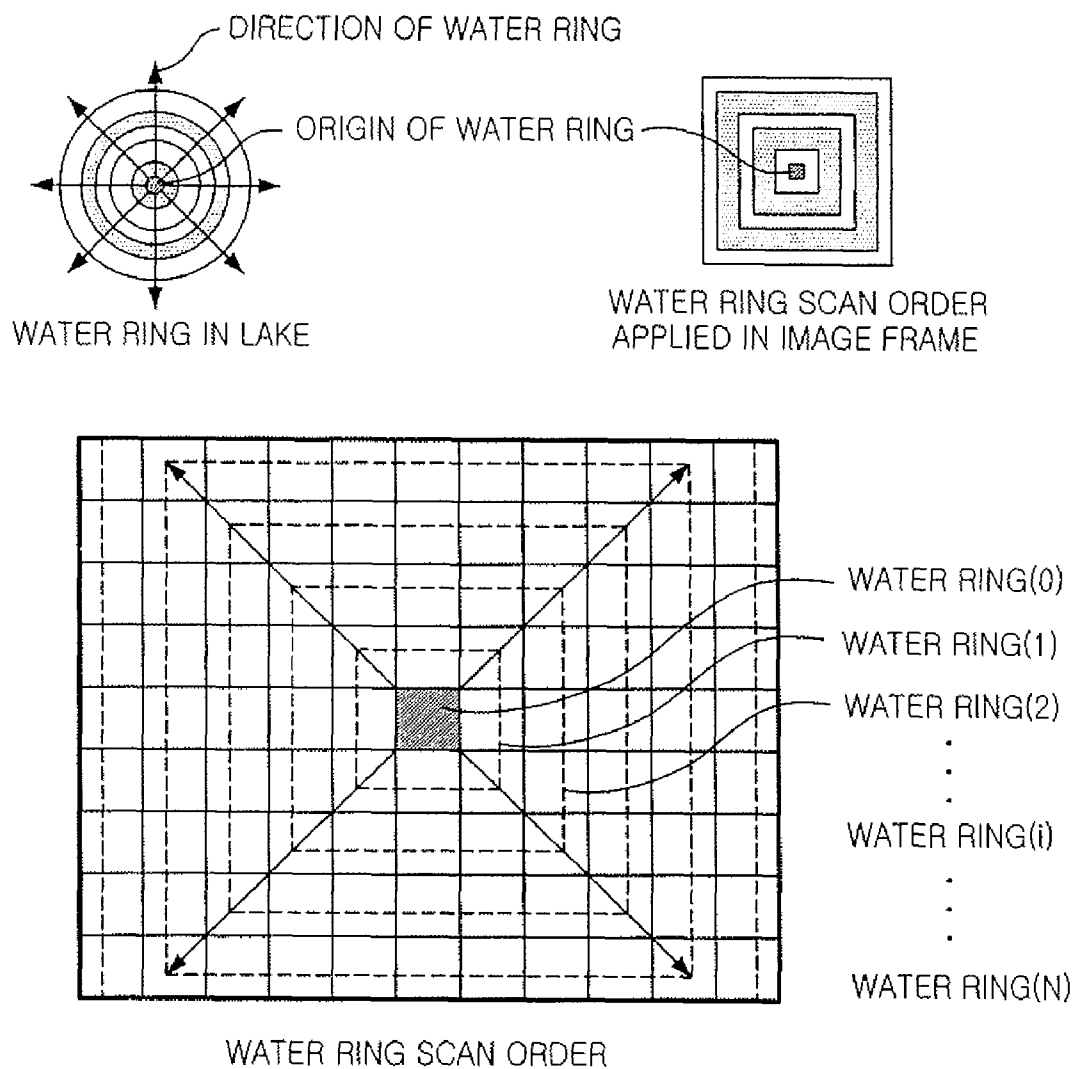 DIRECTION OF WATER RING
ORIGIN OF WATER RING
WATER RING IN LAKE
WATER RING SCAN ORDER
APPLIED IN IMAGE FRAME
WATER RING(0)
WATER RING(1)
WATER RING(2)
WATER RING(i)
WATER RING(N)
WATER RING SCAN ORDER